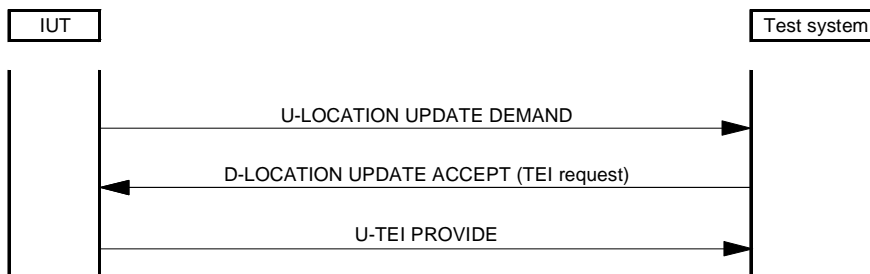 IUT
Test system
U-LOCATION UPDATE DEMAND
D-LOCATION UPDATE ACCEPT (TEI request)
U-TEI PROVIDE